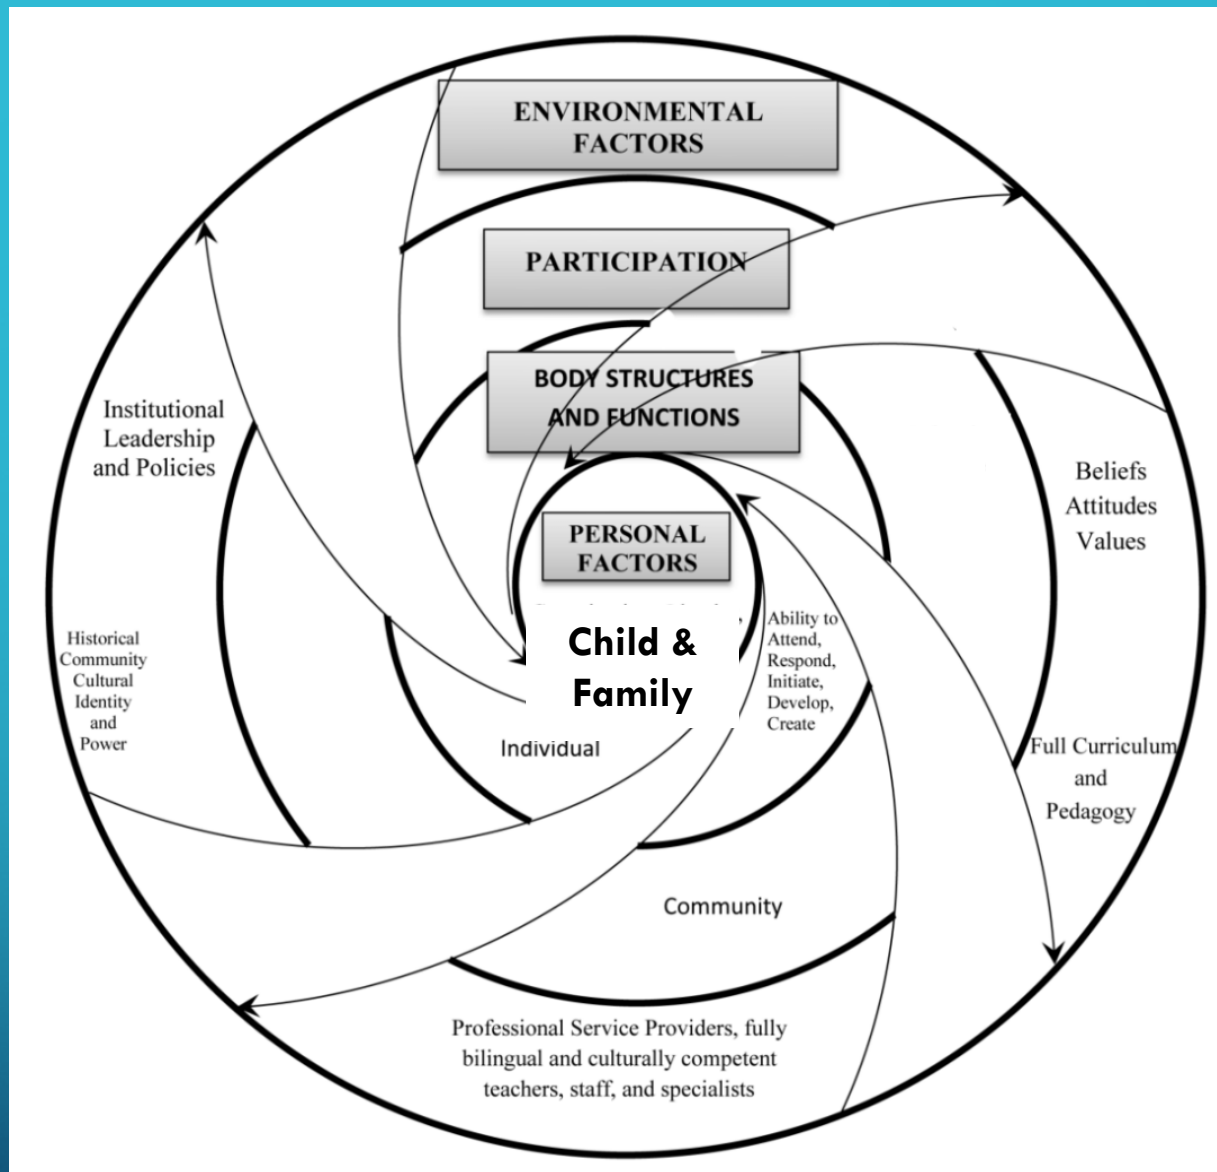 ENVIRONMENTAL
FACTORS
PARTICIPATION
BODY STRUCTURES
AND FUNCTIONS
PERSONAL
FACTORS
Child &
Family
Individual
Ability to
Attend,
Respond,
Initiate,
Develop,
Create
Community
Institutional
Leadership
and Policies
Historical
Community
Cultural
Identity
and
Power
Beliefs
Attitudes
Values
Full Curriculum
and
Pedagogy
Professional Service Providers, fully
bilingual and culturally competent
teachers, staff, and specialists